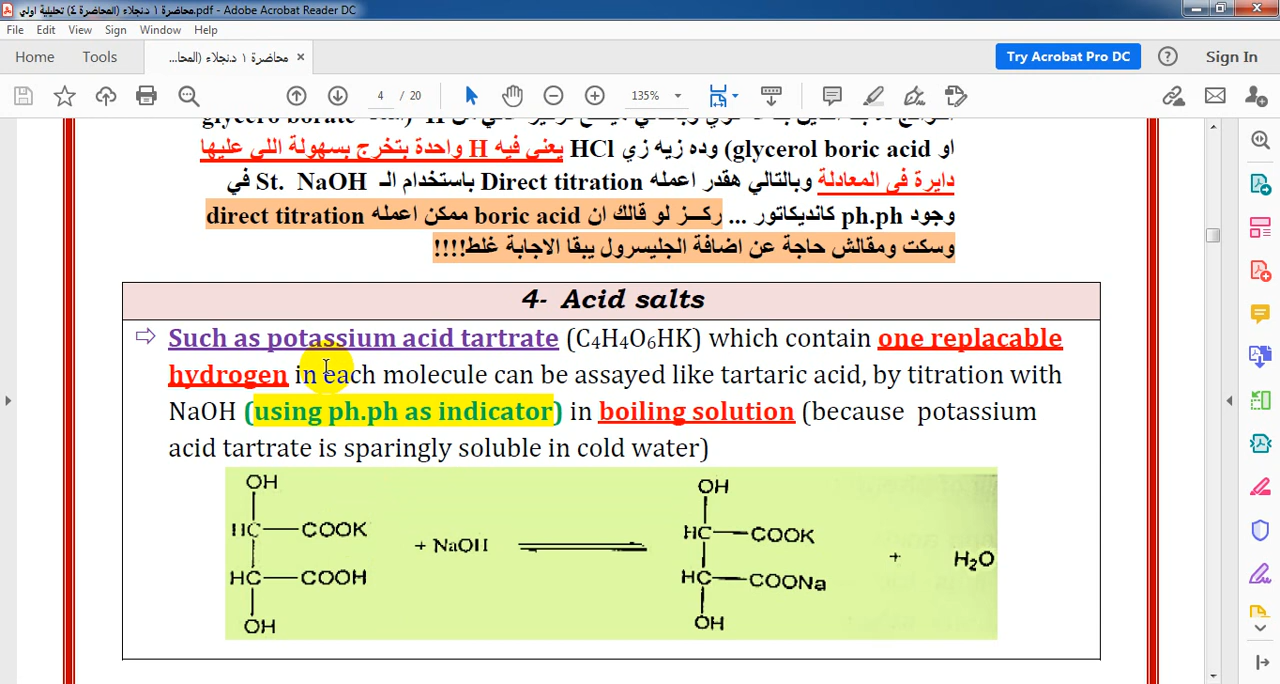 محاضرة ١ د.نجلاء (المحاضرة ٤) تحليلية اولي.pdf - Adobe Acrobat Reader DC
File Edit View Sign Window Help
Home Tools محاضرة ١ د.نجلاء (المحا... × Try Acrobat Pro DC ? Sign In
4 / 20 135%
او glycerol boric acid) وده زيه زي HCl يعني فيه H واحدة بتخرج بسهولة اللي عليها
دايرة في المعادلة وبالتالي هقدر اعمله Direct titration باستخدام الـ St. NaOH في
وجود ph.ph كانديكاتور ... ركـــز لو قالك ان boric acid ممكن اعمله direct titration
وسكت ومقالش حاجة عن اضافة الجليسرول يبقا الاجابة غلط!!!!
4- Acid salts
⇨ Such as potassium acid tartrate (C₄H₄O₆HK) which contain one replacable
hydrogen in each molecule can be assayed like tartaric acid, by titration with
NaOH (using ph.ph as indicator) in boiling solution (because potassium
acid tartrate is sparingly soluble in cold water)
OH
HC COOK
HC COOH
OH
+ NaOH
OH
HC COOK
HC COONa
OH
+ H₂O